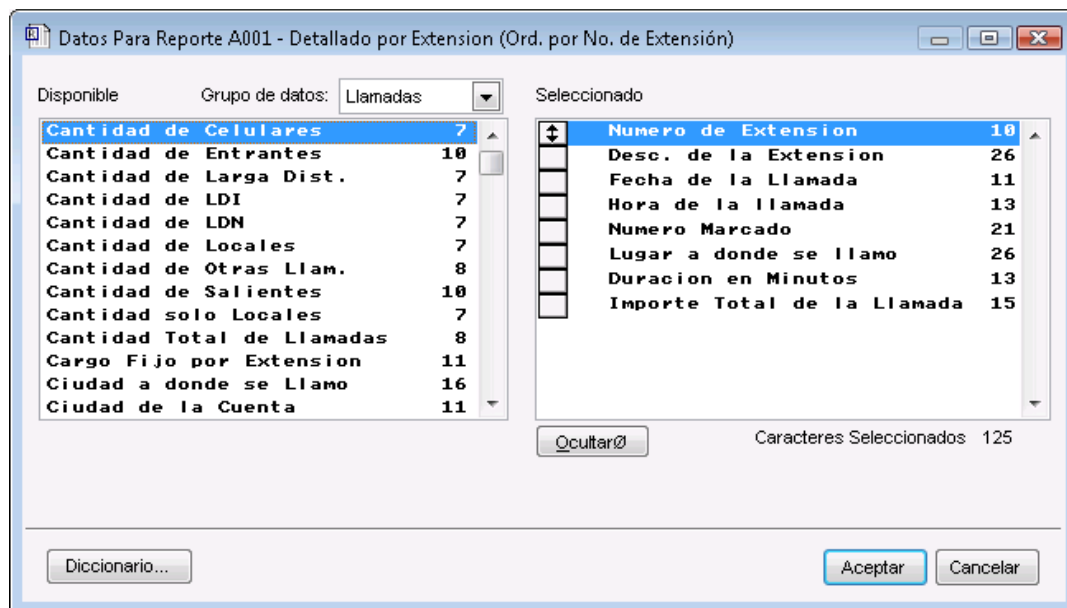 Datos Para Reporte A001 - Detallado por Extension (Ord. por No. de Extensión)
Disponible Grupo de datos: Llamadas
Cantidad de Celulares 7
Cantidad de Entrantes 10
Cantidad de Larga Dist. 7
Cantidad de LDI 7
Cantidad de LDN 7
Cantidad de Locales 7
Cantidad de Otras Llam. 8
Cantidad de Salientes 10
Cantidad solo Locales 7
Cantidad Total de Llamadas 8
Cargo Fijo por Extension 11
Ciudad a donde se Llamo 16
Ciudad de la Cuenta 11
Seleccionado
Numero de Extension 10
Desc. de la Extension 26
Fecha de la Llamada 11
Hora de la llamada 13
Numero Marcado 21
Lugar a donde se llamo 26
Duracion en Minutos 13
Importe Total de la Llamada 15
OcultarØ Caracteres Seleccionados 125
Diccionario... Aceptar Cancelar